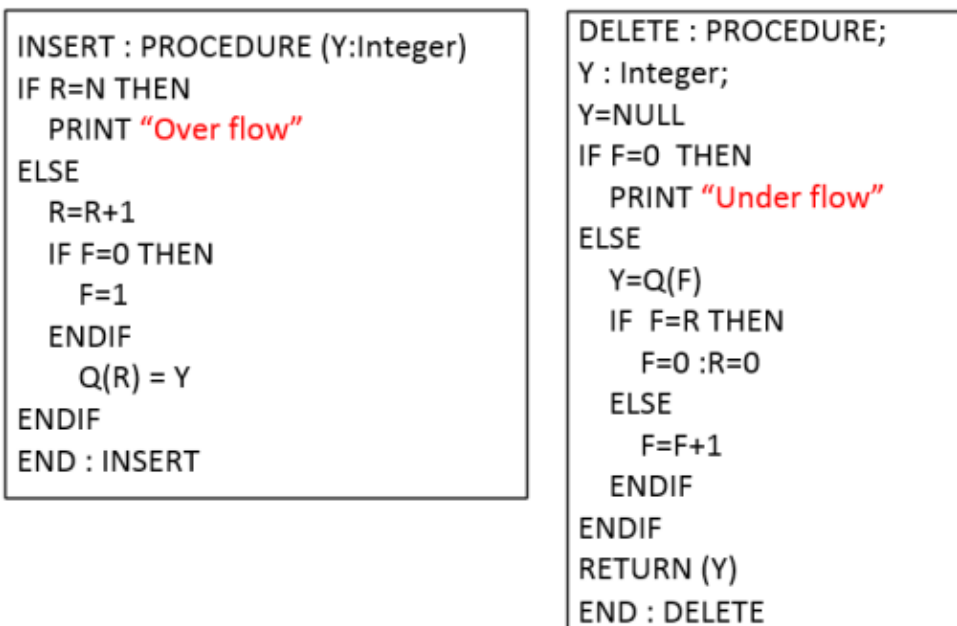 INSERT : PROCEDURE (Y:Integer)
IF R=N THEN
PRINT “Over flow”
ELSE
R=R+1
IF F=0 THEN
F=1
ENDIF
Q(R) = Y
ENDIF
END : INSERT
DELETE : PROCEDURE;
Y : Integer;
Y=NULL
IF F=0 THEN
PRINT “Under flow”
ELSE
Y=Q(F)
IF F=R THEN
F=0 :R=0
ELSE
F=F+1
ENDIF
ENDIF
RETURN (Y)
END : DELETE